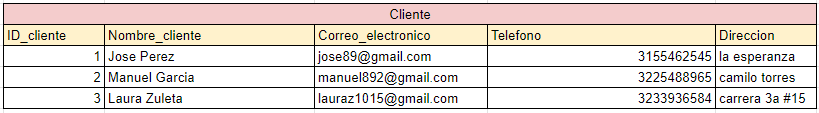 Cliente
ID_cliente Nombre_cliente Correo_electronico Telefono Direccion
1 Jose Perez jose89@gmail.com 3155462545 la esperanza
2 Manuel Garcia manuel892@gmail.com 3225488965 camilo torres
3 Laura Zuleta lauraz1015@gmail.com 3233936584 carrera 3a #15